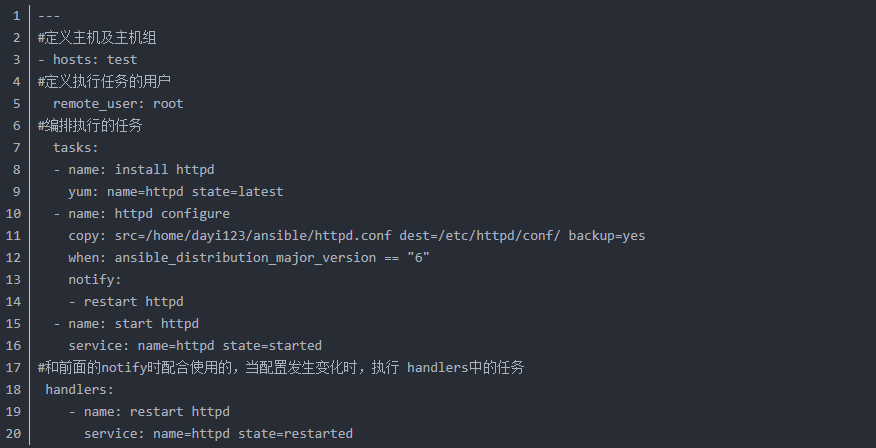 1 ---
2 #定义主机及主机组
3 - hosts: test
4 #定义执行任务的用户
5   remote_user: root
6 #编排执行的任务
7   tasks:
8   - name: install httpd
9     yum: name=httpd state=latest
10   - name: httpd configure
11     copy: src=/home/dayi123/ansible/httpd.conf dest=/etc/httpd/conf/ backup=yes
12     when: ansible_distribution_major_version == "6"
13     notify:
14     - restart httpd
15   - name: start httpd
16     service: name=httpd state=started
17 #和前面的notify时配合使用的，当配置发生变化时，执行 handlers中的任务
18  handlers:
19     - name: restart httpd
20       service: name=httpd state=restarted